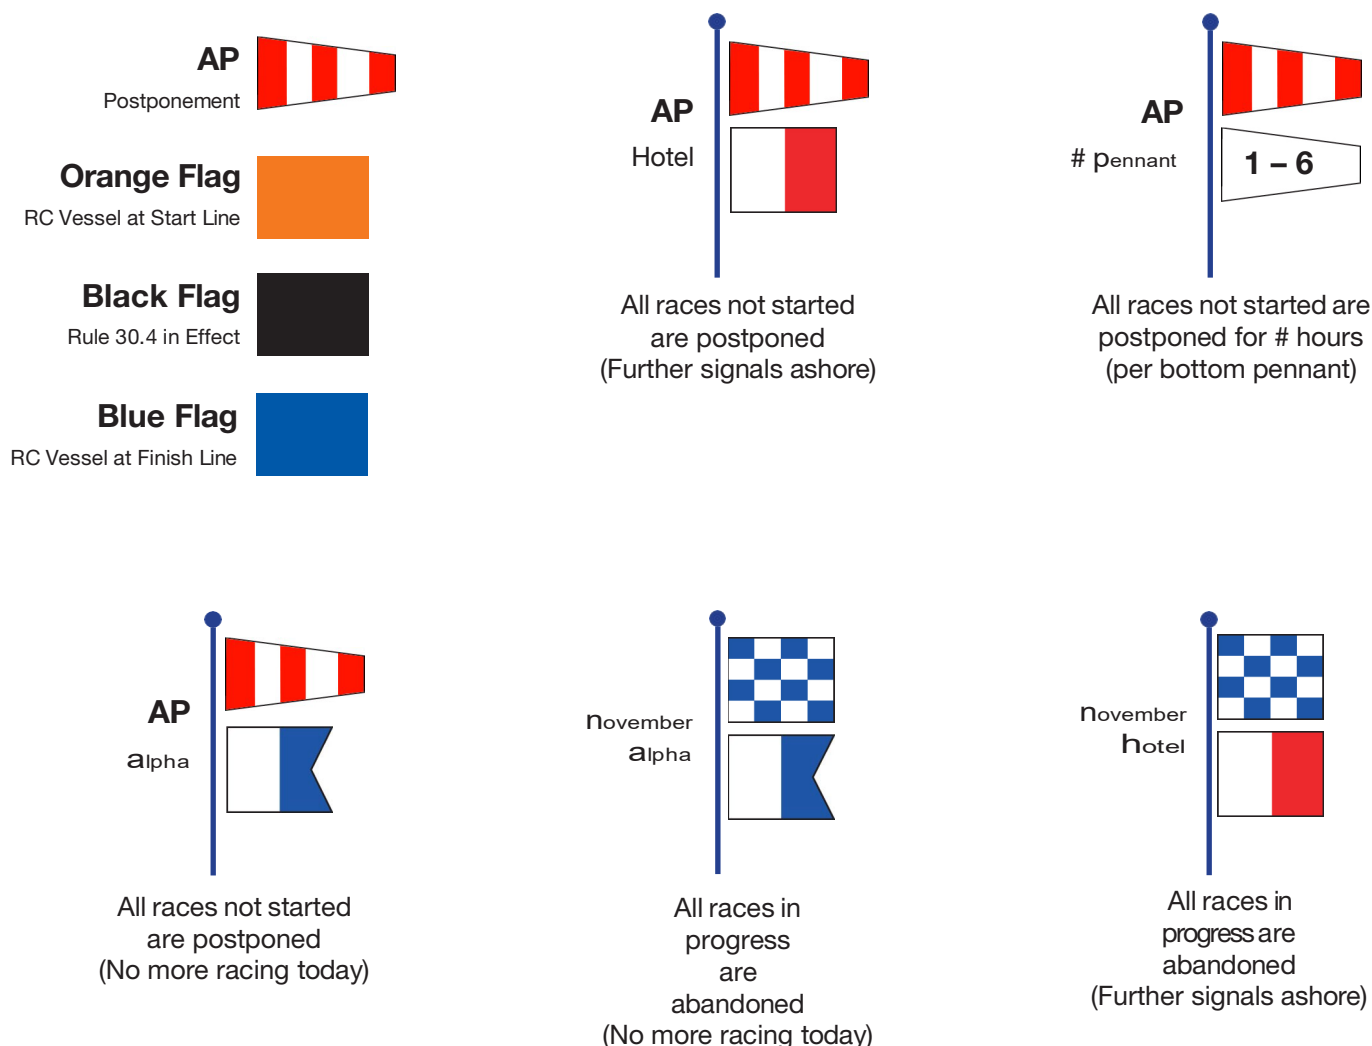 AP
Postponement
Orange Flag
RC Vessel at Start Line
Black Flag
Rule 30.4 in Effect
Blue Flag
RC Vessel at Finish Line
AP
Hotel
All races not started
are postponed
(Further signals ashore)
AP
# pennant
1 – 6
All races not started are
postponed for # hours
(per bottom pennant)
AP
alpha
All races not started
are postponed
(No more racing today)
november
alpha
All races in
progress
are
abandoned
(No more racing today)
november
hotel
All races in
progress are
abandoned
(Further signals ashore)